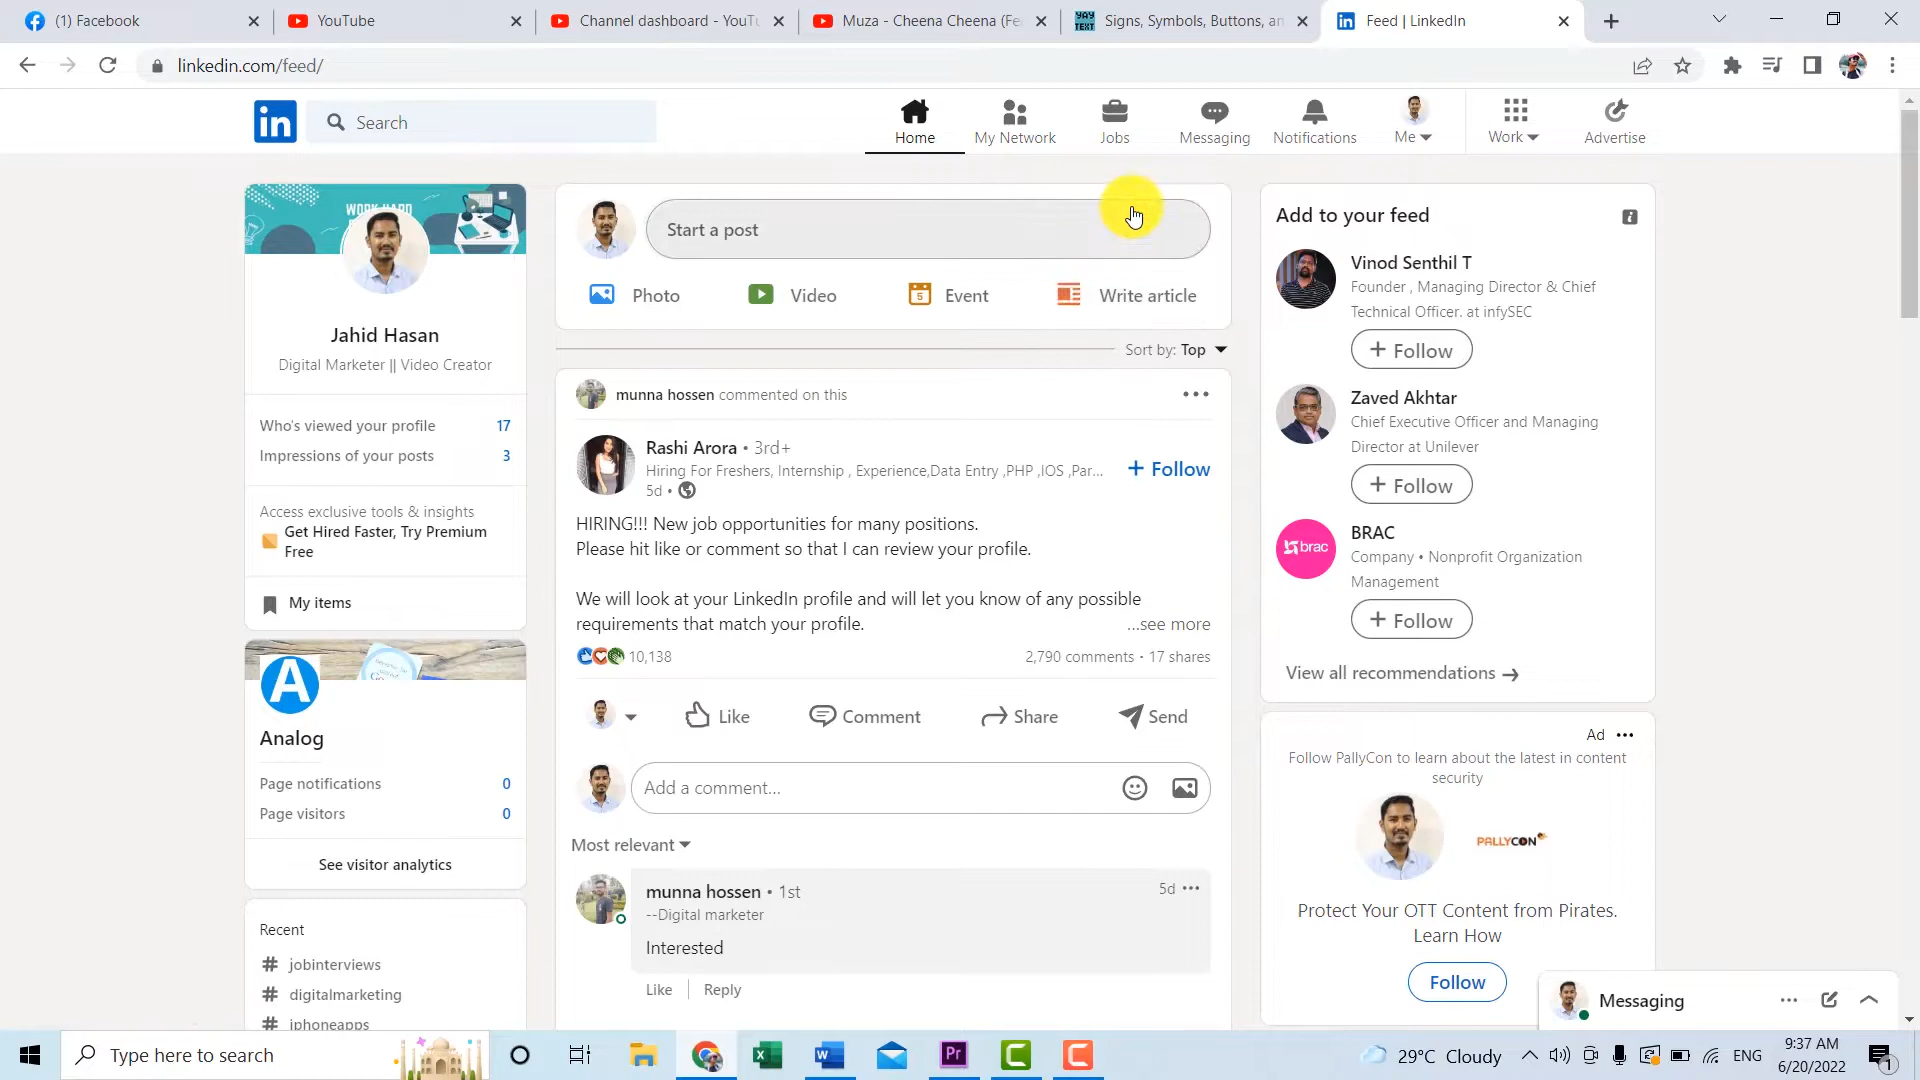 (1) Facebook
YouTube
Channel dashboard - YouTu
Muza - Cheena Cheena (Fe
YAY TEXT
Signs, Symbols, Buttons, an
Feed | LinkedIn
linkedin.com/feed/
in
Search
Home
My Network
Jobs
Messaging
Notifications
Me
Work
Advertise
WORK HARD
Jahid Hasan
Digital Marketer || Video Creator
Who's viewed your profile 17
Impressions of your posts 3
Access exclusive tools & insights
Get Hired Faster, Try Premium
Free
My items
A
Analog
Page notifications 0
Page visitors 0
See visitor analytics
Recent
# jobinterviews
# digitalmarketing
# iphoneapps
Start a post
Photo
Video
5
Event
Write article
Sort by: Top
munna hossen commented on this
Rashi Arora • 3rd+
Hiring For Freshers, Internship , Experience,Data Entry ,PHP ,IOS ,Par...
5d •
+ Follow
HIRING!!! New job opportunities for many positions.
Please hit like or comment so that I can review your profile.
We will look at your LinkedIn profile and will let you know of any possible
requirements that match your profile.
...see more
10,138
2,790 comments • 17 shares
Like
Comment
Share
Send
Add a comment...
Most relevant
munna hossen • 1st
5d
--Digital marketer
Interested
Like
Reply
Add to your feed
Vinod Senthil T
Founder , Managing Director & Chief
Technical Officer. at infySEC
+ Follow
Zaved Akhtar
Chief Executive Officer and Managing
Director at Unilever
+ Follow
brac
BRAC
Company • Nonprofit Organization
Management
+ Follow
View all recommendations →
Ad
Follow PallyCon to learn about the latest in content
security
PALLYCON
Protect Your OTT Content from Pirates.
Learn How
Follow
Messaging
Type here to search
Pr
29°C Cloudy
ENG
9:37 AM
6/20/2022
1